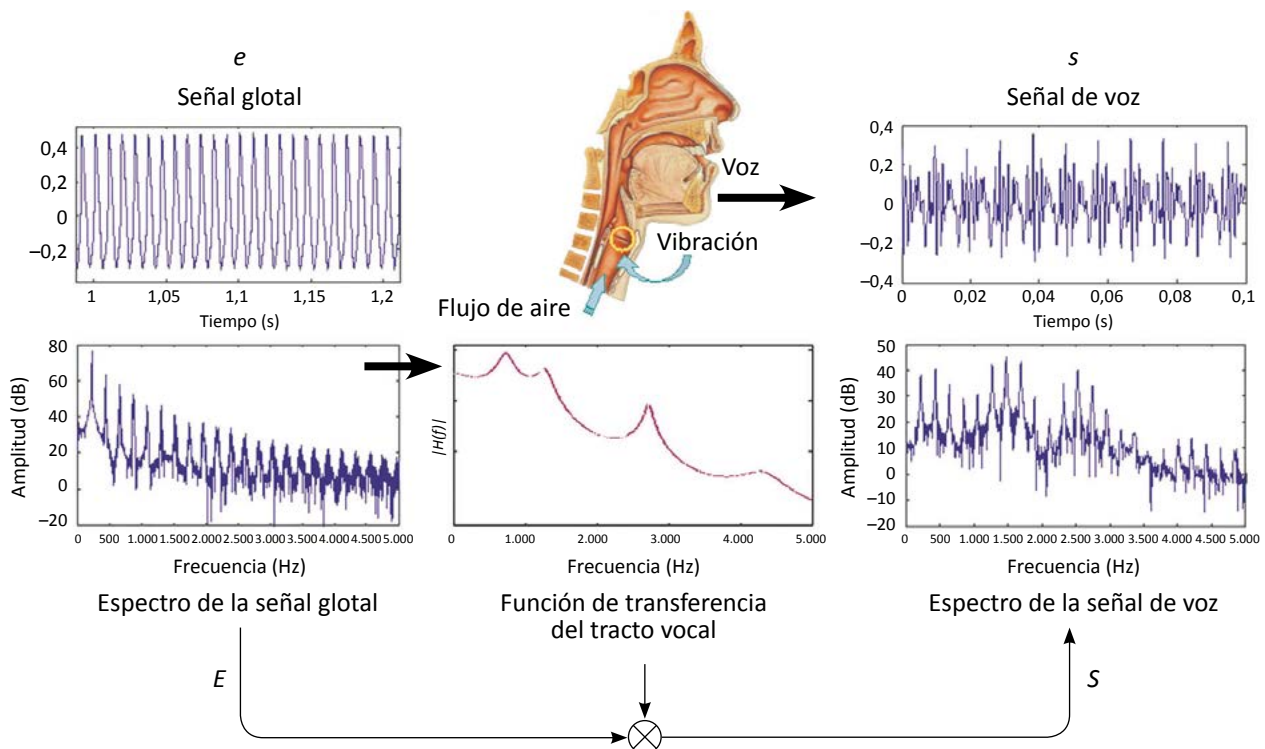 e
Señal glotal
0,4
0,2
0
–0,2
1 1,05 1,1 1,15 1,2
Tiempo (s)
Voz
Vibración
Flujo de aire
s
Señal de voz
0,4
0,2
0
–0,2
–0,4
0 0,02 0,04 0,06 0,08 0,1
Tiempo (s)
Amplitud (dB)
80
60
40
20
0
–20
0 500 1.000 1.500 2.000 2.500 3.000 3.500 4.000 4.500 5.000
Frecuencia (Hz)
Espectro de la señal glotal
|H(f)|
0 1.000 2.000 3.000 4.000 5.000
Frecuencia (Hz)
Función de transferencia
del tracto vocal
Amplitud (dB)
50
40
30
20
10
0
–10
–20
0 500 1.000 1.500 2.000 2.500 3.000 3.500 4.000 4.500 5.000
Frecuencia (Hz)
Espectro de la señal de voz
E
S